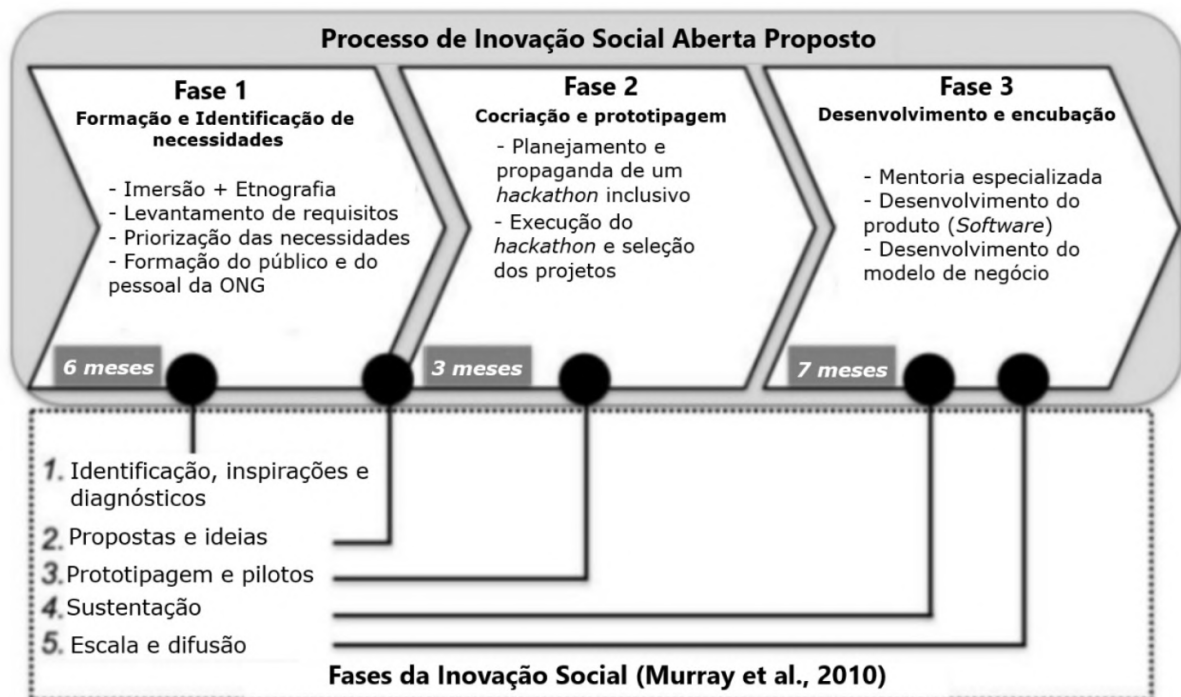 Processo de Inovação Social Aberta Proposto
Fase 1
Formação e Identificação de
necessidades
- Imersão + Etnografia
- Levantamento de requisitos
- Priorização das necessidades
- Formação do público e do
pessoal da ONG
6 meses
Fase 2
Cocriação e prototipagem
- Planejamento e
propaganda de um
hackathon inclusivo
- Execução do
hackathon e seleção
dos projetos
3 meses
Fase 3
Desenvolvimento e encubação
- Mentoria especializada
- Desenvolvimento do
produto (Software)
- Desenvolvimento do
modelo de negócio
7 meses
1. Identificação, inspirações e
diagnósticos
2. Propostas e ideias
3. Prototipagem e pilotos
4. Sustentação
5. Escala e difusão
Fases da Inovação Social (Murray et al., 2010)